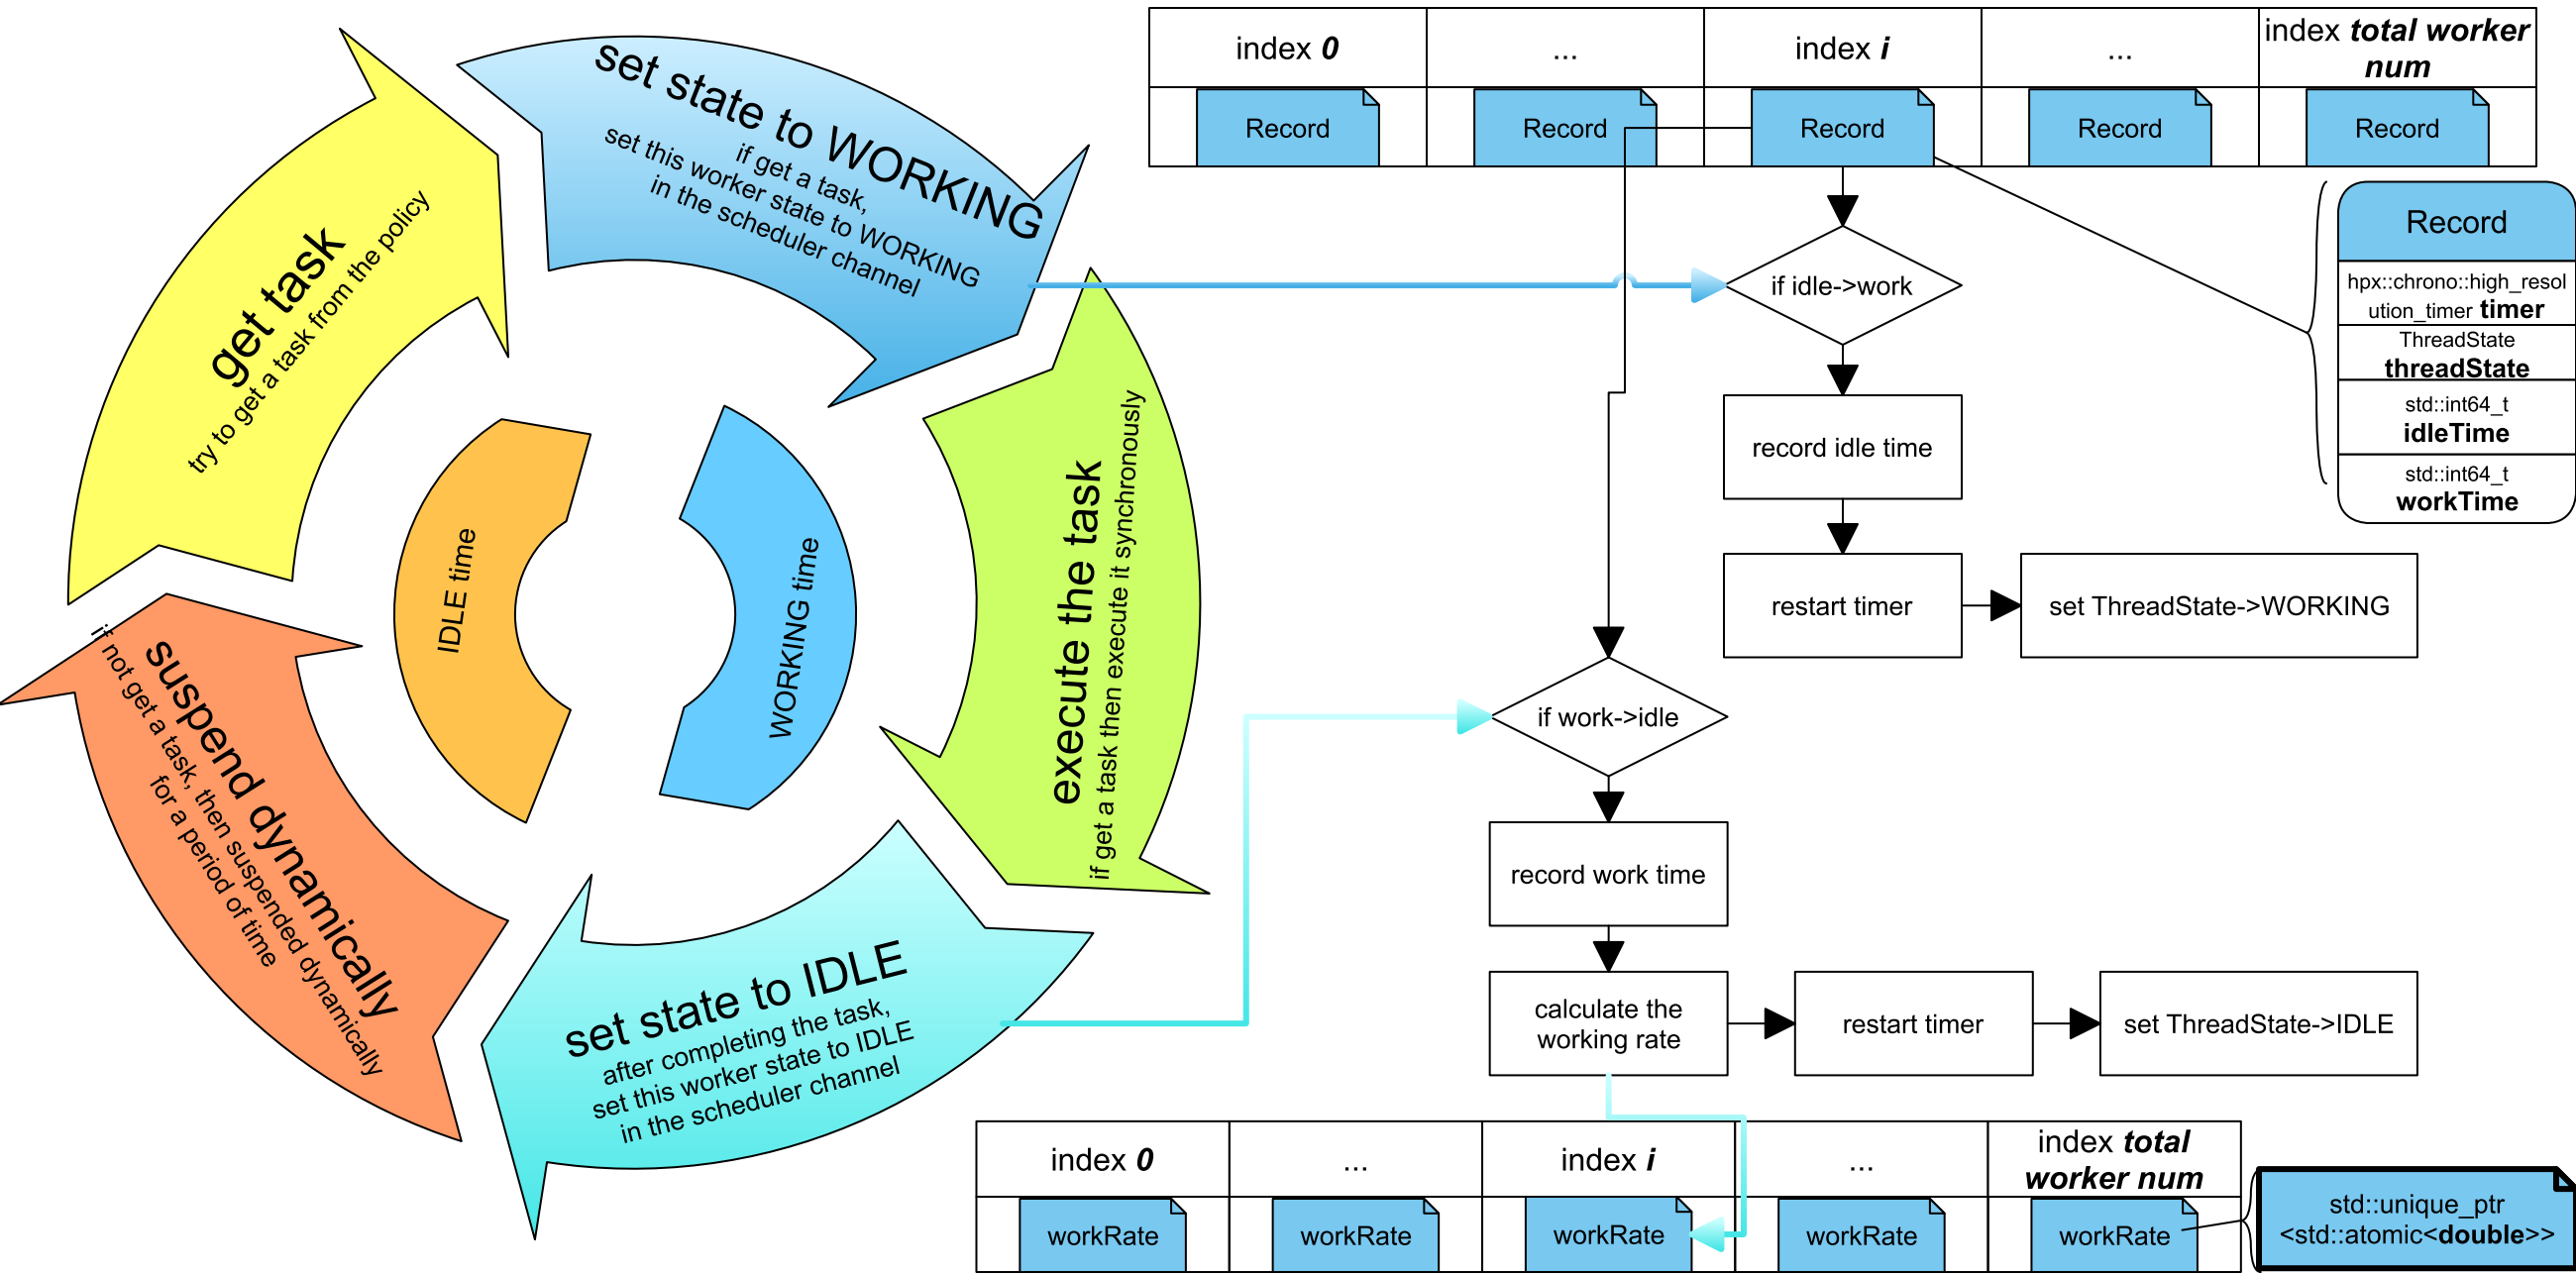 set state to WORKING
if get a task,
set this worker state to WORKING
in the scheduler channel
get task
try to get a task from the policy
execute the task
if get a task then execute it synchronously
IDLE time
WORKING time
suspend dynamically
if not get a task, then suspended dynamically
for a period of time
set state to IDLE
after completing the task,
set this worker state to IDLE
in the scheduler channel
index 0
...
index i
...
index total worker
num
Record
Record
Record
Record
Record
if idle->work
record idle time
restart timer
set ThreadState->WORKING
Record
hpx::chrono::high_resol
ution_timer timer
ThreadState
threadState
std::int64_t
idleTime
std::int64_t
workTime
if work->idle
record work time
calculate the
working rate
restart timer
set ThreadState->IDLE
index 0
...
index i
...
index total
worker num
workRate
workRate
workRate
workRate
workRate
std::unique_ptr
<std::atomic<double>>